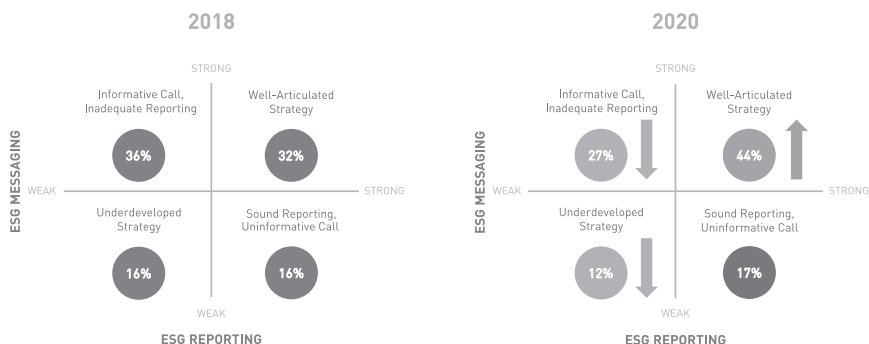 2018
STRONG
Informative Call,
Inadequate Reporting
Well-Articulated
Strategy
36%
32%
ESG MESSAGING
WEAK
STRONG
Underdeveloped
Strategy
Sound Reporting,
Uninformative Call
16%
16%
WEAK
ESG REPORTING
2020
STRONG
Informative Call,
Inadequate Reporting
Well-Articulated
Strategy
27%
44%
ESG MESSAGING
WEAK
STRONG
Underdeveloped
Strategy
Sound Reporting,
Uninformative Call
12%
17%
WEAK
ESG REPORTING